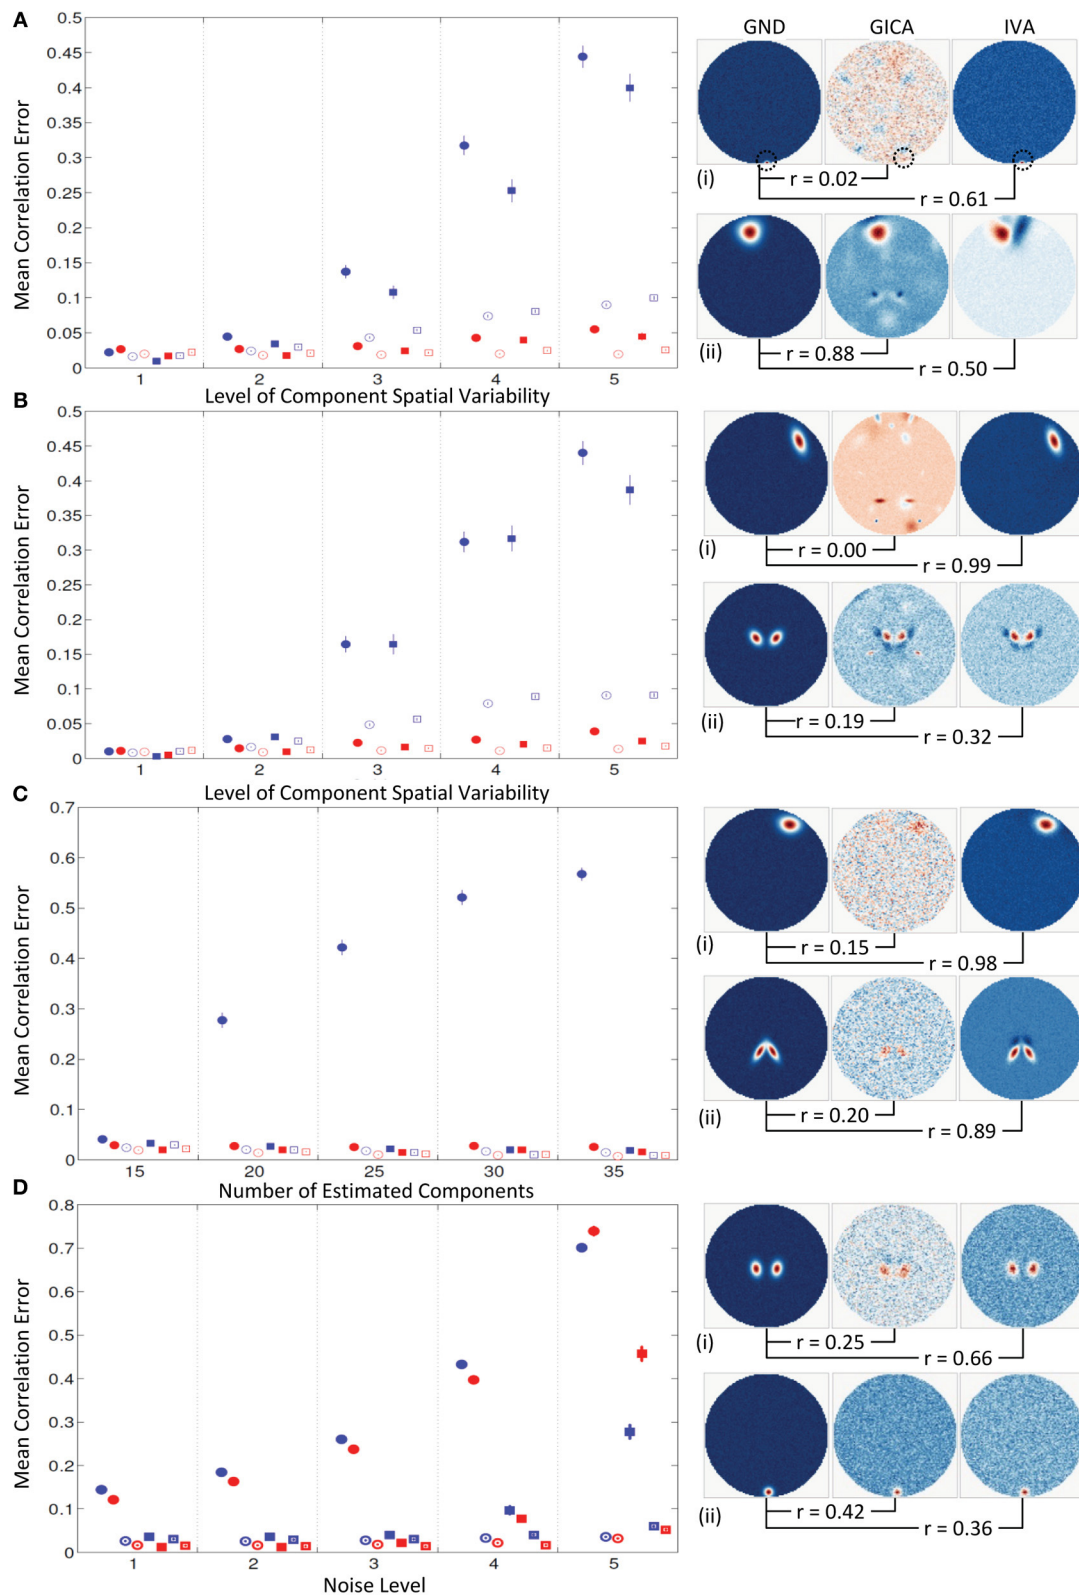 A
GND GICA IVA
Mean Correlation Error
0.5
0.45
0.4
0.35
0.3
0.25
0.2
0.15
0.1
0.05
0
1 2 3 4 5
Level of Component Spatial Variability
(i)
r = 0.02
r = 0.61
(ii)
r = 0.88
r = 0.50
B
Mean Correlation Error
0.5
0.45
0.4
0.35
0.3
0.25
0.2
0.15
0.1
0.05
0
1 2 3 4 5
Level of Component Spatial Variability
(i)
r = 0.00
r = 0.99
(ii)
r = 0.19
r = 0.32
C
Mean Correlation Error
0.7
0.6
0.5
0.4
0.3
0.2
0.1
0
15 20 25 30 35
Number of Estimated Components
(i)
r = 0.15
r = 0.98
(ii)
r = 0.20
r = 0.89
D
Mean Correlation Error
0.8
0.7
0.6
0.5
0.4
0.3
0.2
0.1
0
1 2 3 4 5
Noise Level
(i)
r = 0.25
r = 0.66
(ii)
r = 0.42
r = 0.36